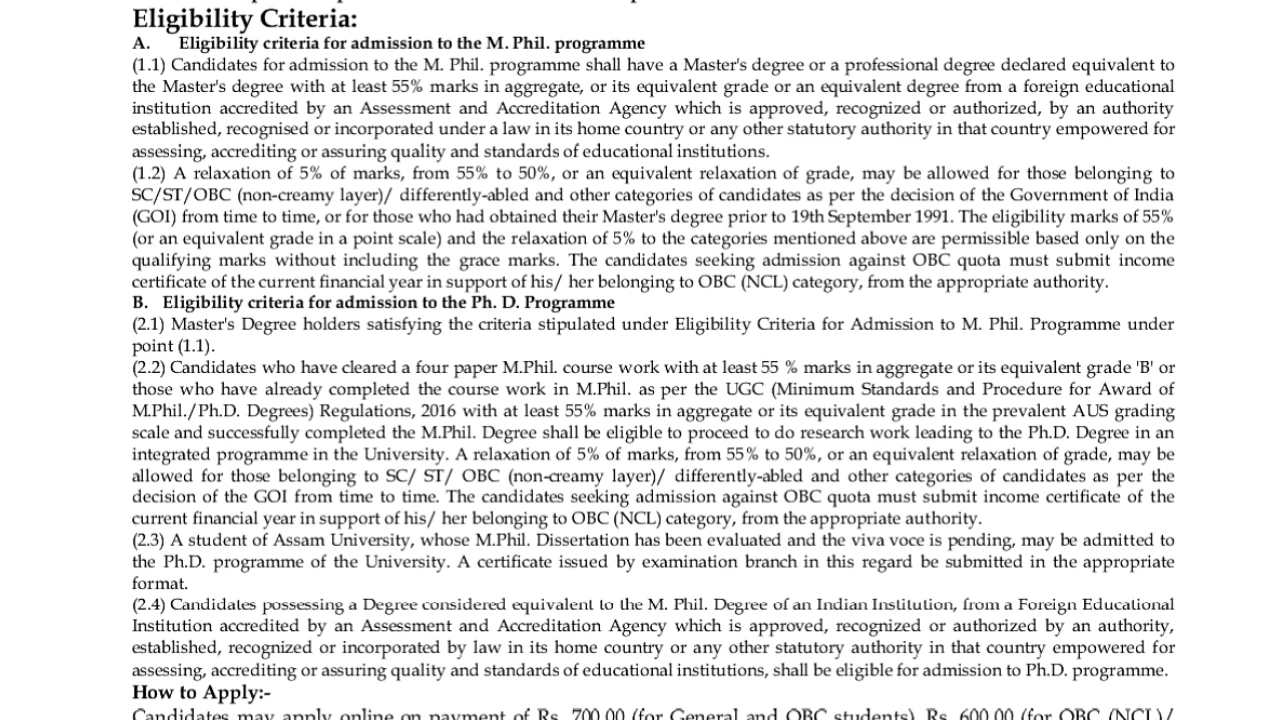 Eligibility Criteria:
A. Eligibility criteria for admission to the M. Phil. programme
(1.1) Candidates for admission to the M. Phil. programme shall have a Master's degree or a professional degree declared equivalent to
the Master's degree with at least 55% marks in aggregate, or its equivalent grade or an equivalent degree from a foreign educational
institution accredited by an Assessment and Accreditation Agency which is approved, recognized or authorized, by an authority
established, recognised or incorporated under a law in its home country or any other statutory authority in that country empowered for
assessing, accrediting or assuring quality and standards of educational institutions.
(1.2) A relaxation of 5% of marks, from 55% to 50%, or an equivalent relaxation of grade, may be allowed for those belonging to
SC/ST/OBC (non-creamy layer)/ differently-abled and other categories of candidates as per the decision of the Government of India
(GOI) from time to time, or for those who had obtained their Master's degree prior to 19th September 1991. The eligibility marks of 55%
(or an equivalent grade in a point scale) and the relaxation of 5% to the categories mentioned above are permissible based only on the
qualifying marks without including the grace marks. The candidates seeking admission against OBC quota must submit income
certificate of the current financial year in support of his/ her belonging to OBC (NCL) category, from the appropriate authority.
B. Eligibility criteria for admission to the Ph. D. Programme
(2.1) Master's Degree holders satisfying the criteria stipulated under Eligibility Criteria for Admission to M. Phil. Programme under
point (1.1).
(2.2) Candidates who have cleared a four paper M.Phil. course work with at least 55 % marks in aggregate or its equivalent grade 'B' or
those who have already completed the course work in M.Phil. as per the UGC (Minimum Standards and Procedure for Award of
M.Phil./Ph.D. Degrees) Regulations, 2016 with at least 55% marks in aggregate or its equivalent grade in the prevalent AUS grading
scale and successfully completed the M.Phil. Degree shall be eligible to proceed to do research work leading to the Ph.D. Degree in an
integrated programme in the University. A relaxation of 5% of marks, from 55% to 50%, or an equivalent relaxation of grade, may be
allowed for those belonging to SC/ ST/ OBC (non-creamy layer)/ differently-abled and other categories of candidates as per the
decision of the GOI from time to time. The candidates seeking admission against OBC quota must submit income certificate of the
current financial year in support of his/ her belonging to OBC (NCL) category, from the appropriate authority.
(2.3) A student of Assam University, whose M.Phil. Dissertation has been evaluated and the viva voce is pending, may be admitted to
the Ph.D. programme of the University. A certificate issued by examination branch in this regard be submitted in the appropriate
format.
(2.4) Candidates possessing a Degree considered equivalent to the M. Phil. Degree of an Indian Institution, from a Foreign Educational
Institution accredited by an Assessment and Accreditation Agency which is approved, recognized or authorized by an authority,
established, recognized or incorporated by law in its home country or any other statutory authority in that country empowered for
assessing, accrediting or assuring quality and standards of educational institutions, shall be eligible for admission to Ph.D. programme.
How to Apply:-
Candidates may apply online on payment of Rs. 700.00 (for General and OBC students), Rs. 600.00 (for OBC (NCL)/